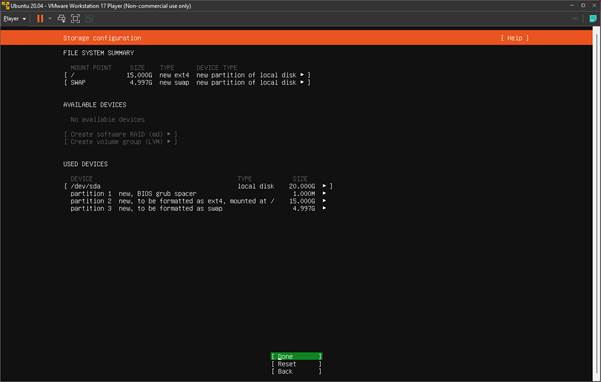 Ubuntu 20.04 - VMware Workstation 17 Player (Non-commercial use only)
Player
Storage configuration [ Help ]
FILE SYSTEM SUMMARY
MOUNT POINT SIZE TYPE DEVICE TYPE
[ / 15.000G new ext4 new partition of local disk ▸ ]
[ SWAP 4.997G new swap new partition of local disk ▸ ]
AVAILABLE DEVICES
No available devices
[ Create software RAID (md) ▸ ]
[ Create volume group (LVM) ▸ ]
USED DEVICES
DEVICE TYPE SIZE
[ /dev/sda local disk 20.000G ▸ ]
partition 1 new, BIOS grub spacer 1.000M ▸
partition 2 new, to be formatted as ext4, mounted at / 15.000G ▸
partition 3 new, to be formatted as swap 4.997G ▸
[ Done ]
[ Reset ]
[ Back ]